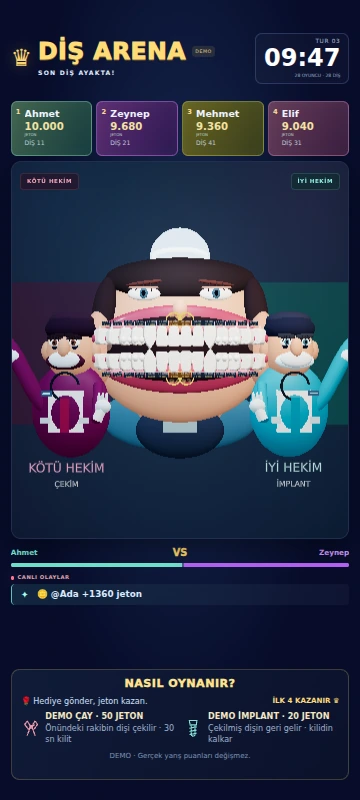 DİŞ ARENA
DEMO
SON DİŞ AYAKTA!
TUR 03
09:47
28 OYUNCU · 28 DİŞ
1 Ahmet
10.000
JETON
DİŞ 11
2 Zeynep
9.680
JETON
DİŞ 21
3 Mehmet
9.360
JETON
DİŞ 41
4 Elif
9.040
JETON
DİŞ 31
KÖTÜ HEKİM
İYİ HEKİM
KÖTÜ HEKİM
ÇEKİM
İYİ HEKİM
İMPLANT
Ahmet
VS
Zeynep
CANLI OLAYLAR
@Ada +1360 jeton
NASIL OYNANIR?
Hediye gönder, jeton kazan.
İLK 4 KAZANIR
DEMO ÇAY · 50 JETON
Önündeki rakibin dişi çekilir · 30
sn kilit
DEMO İMPLANT · 20 JETON
Çekilmiş dişin geri gelir · kilidin
kalkar
DEMO · Gerçek yarış puanları değişmez.